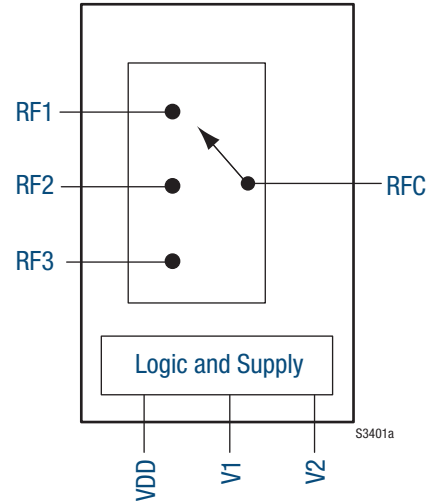 RF1
RF2
RFC
RF3
Logic and Supply
S3401a
VDD
V1
V2